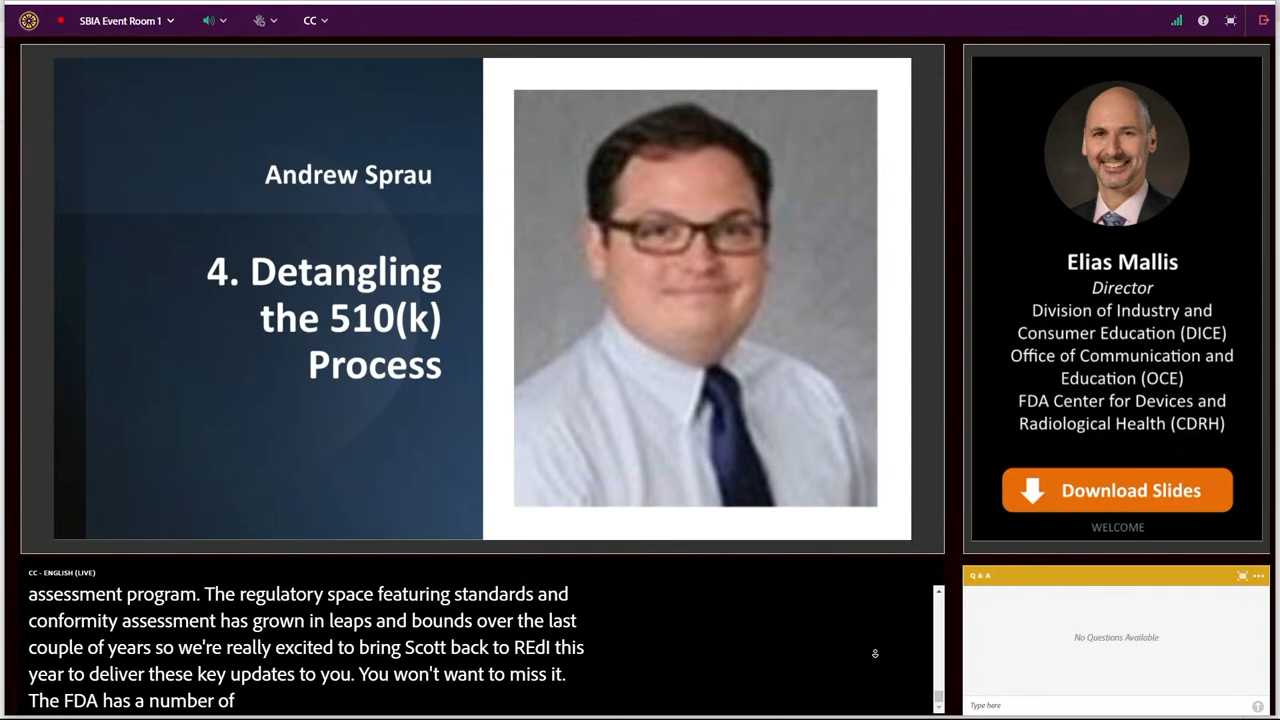 SBIA Event Room 1
CC
Andrew Sprau
4. Detangling
the 510(k)
Process
Elias Mallis
Director
Division of Industry and
Consumer Education (DICE)
Office of Communication and
Education (OCE)
FDA Center for Devices and
Radiological Health (CDRH)
Download Slides
WELCOME
CC - ENGLISH (LIVE)
assessment program. The regulatory space featuring standards and
conformity assessment has grown in leaps and bounds over the last
couple of years so we're really excited to bring Scott back to REdI this
year to deliver these key updates to you. You won't want to miss it.
The FDA has a number of
Q & A
No Questions Available
Type here